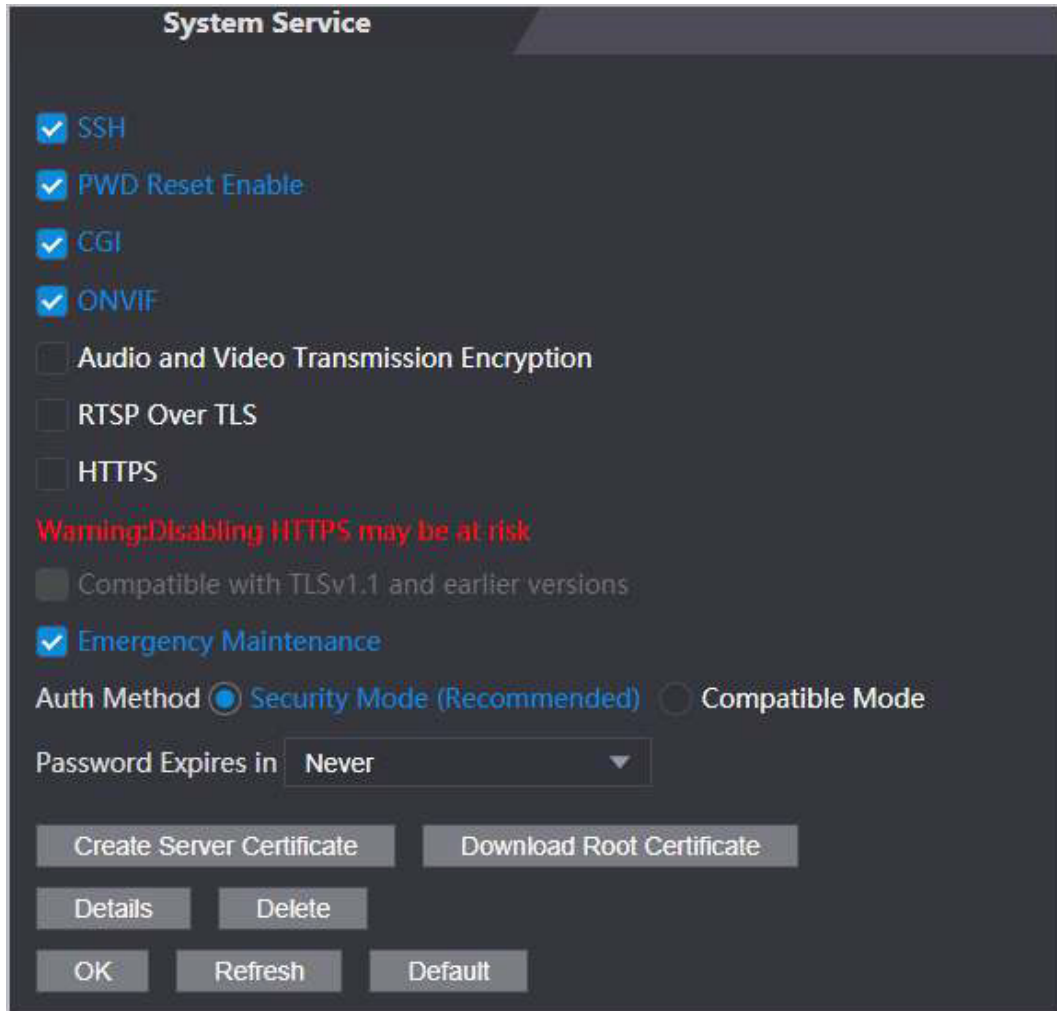 System Service
SSH
PWD Reset Enable
CGI
ONVIF
Audio and Video Transmission Encryption
RTSP Over TLS
HTTPS
Warning:Disabling HTTPS may be at risk
Compatible with TLSv1.1 and earlier versions
Emergency Maintenance
Auth Method Security Mode (Recommended) Compatible Mode
Password Expires in Never
Create Server Certificate Download Root Certificate
Details Delete
OK Refresh Default